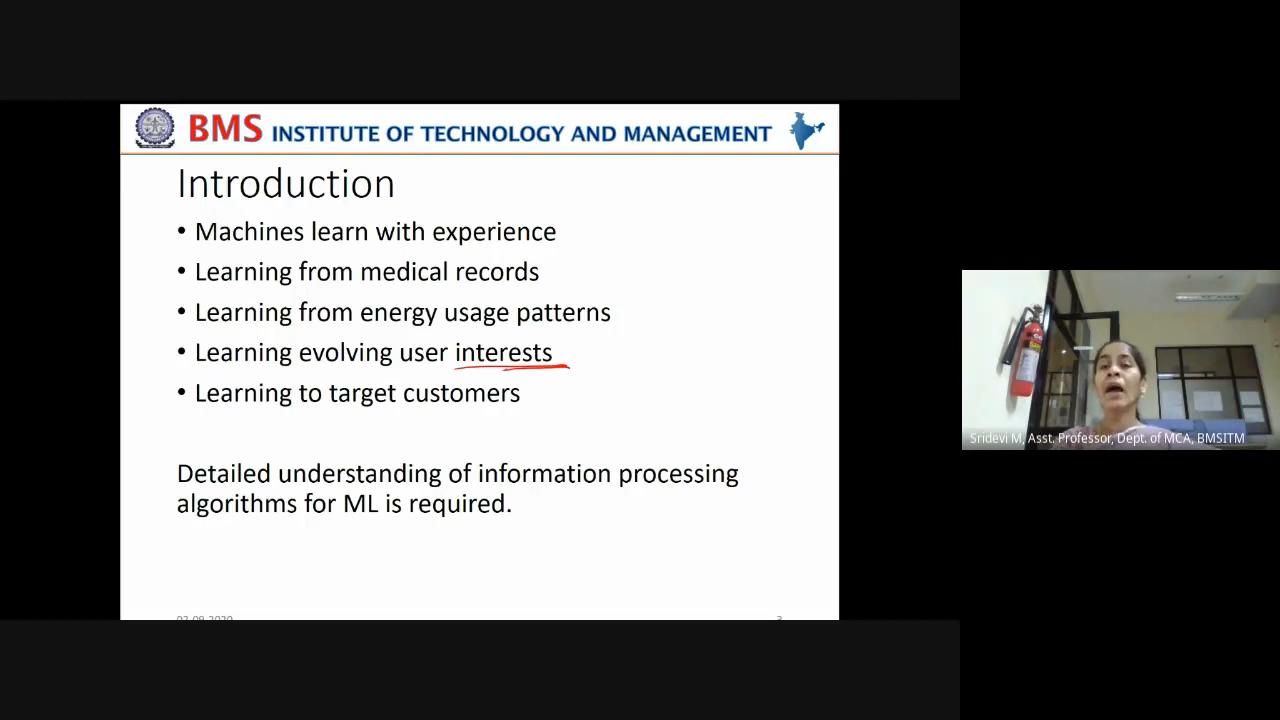 BMS INSTITUTE OF TECHNOLOGY AND MANAGEMENT
Introduction
• Machines learn with experience
• Learning from medical records
• Learning from energy usage patterns
• Learning evolving user interests
• Learning to target customers
Detailed understanding of information processing
algorithms for ML is required.
Sridevi M, Asst. Professor, Dept. of MCA, BMSITM